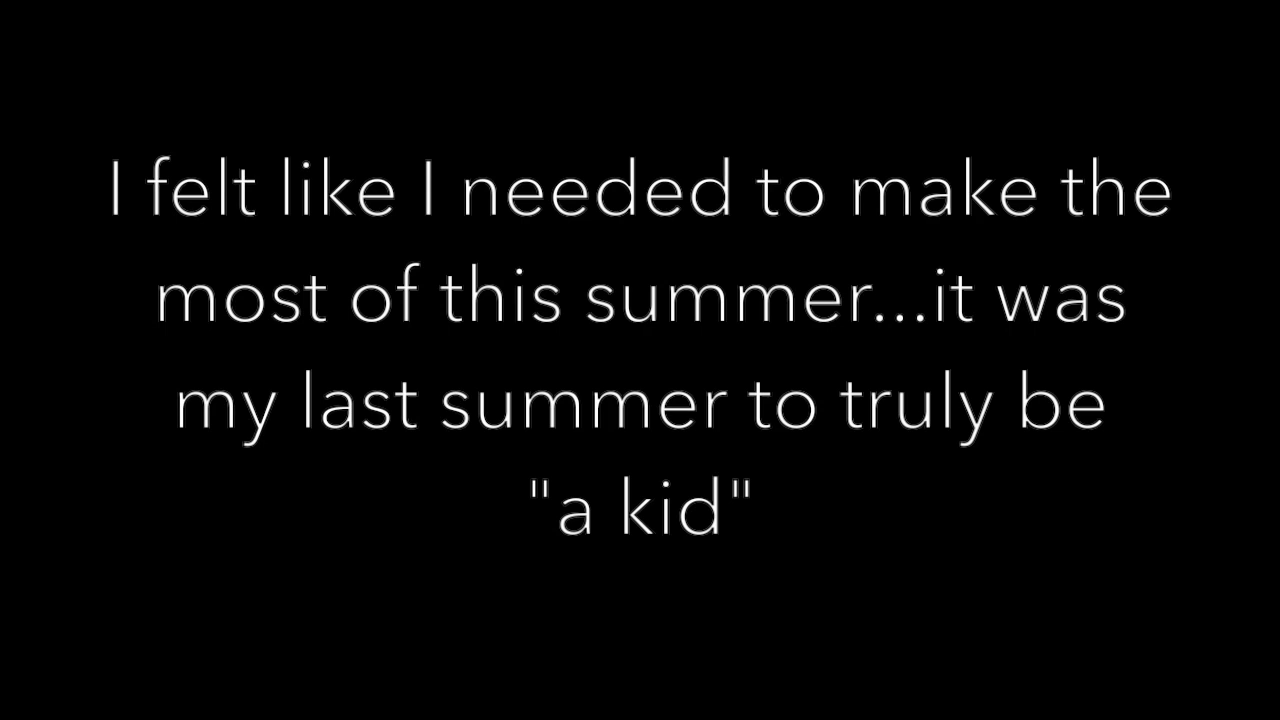 I felt like I needed to make the
most of this summer...it was
my last summer to truly be
"a kid"